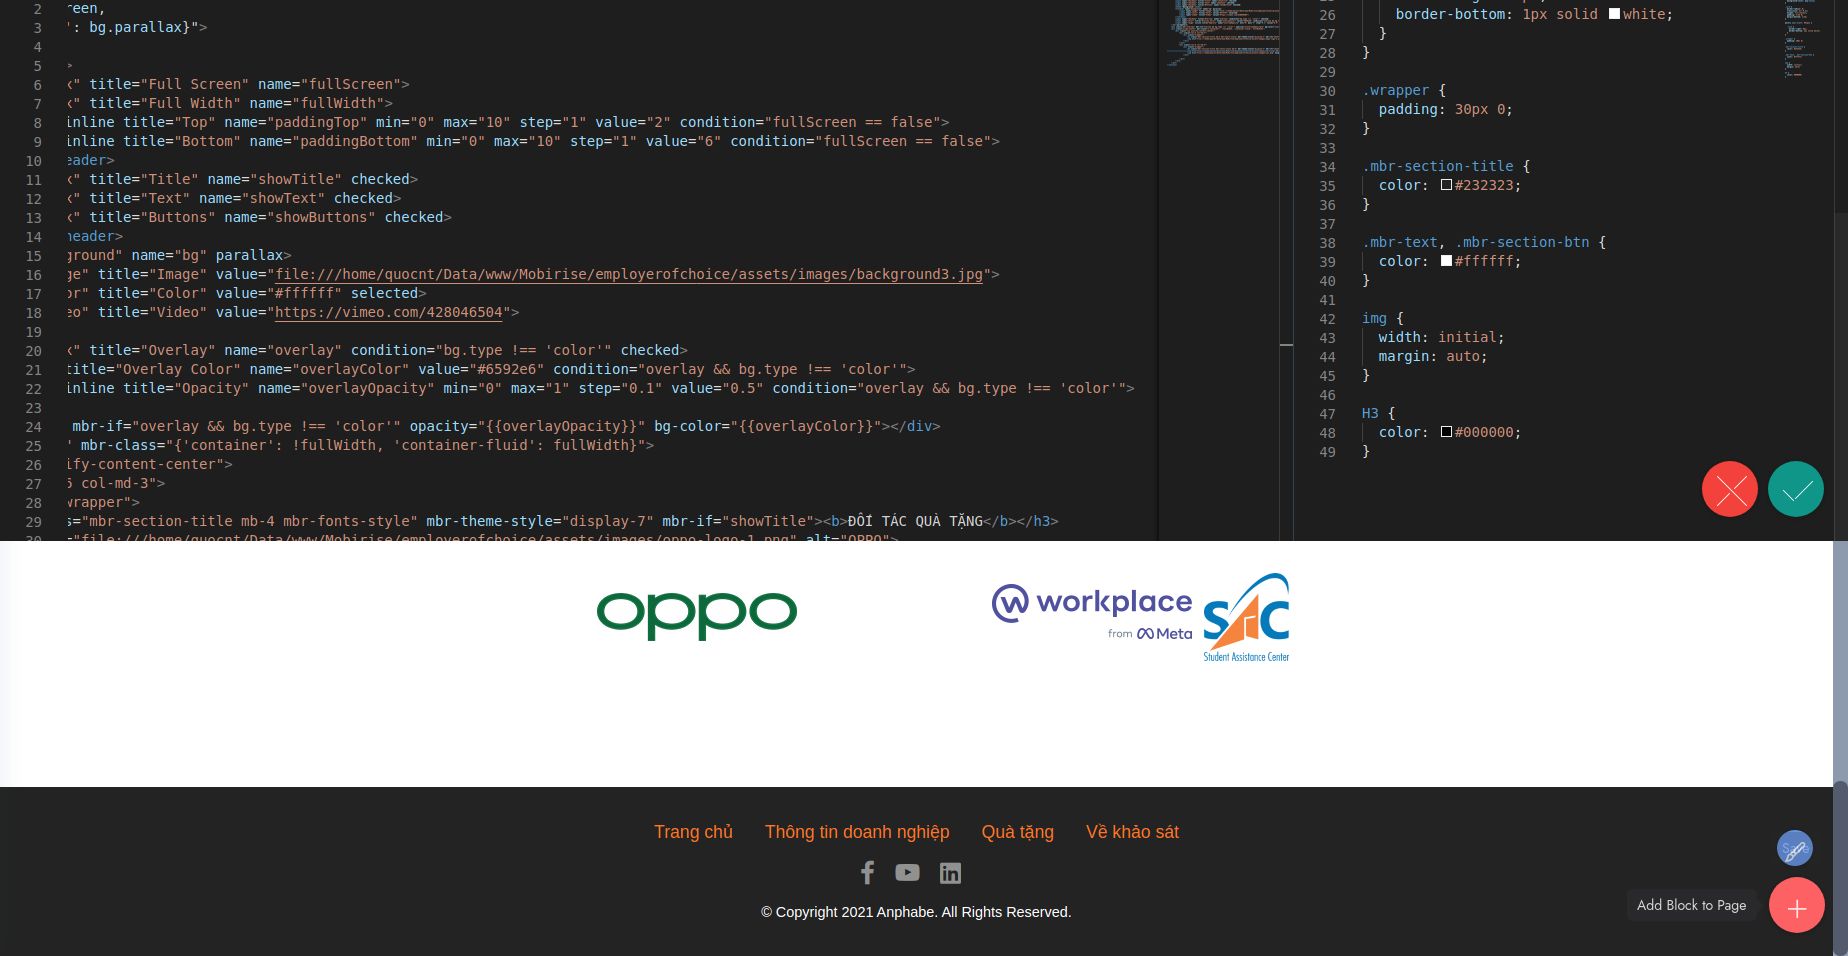 2 reen,
3 ': bg.parallax}">
4
5 >
6 " title="Full Screen" name="fullScreen">
7 " title="Full Width" name="fullWidth">
8 inline title="Top" name="paddingTop" min="0" max="10" step="1" value="2" condition="fullScreen == false">
9 inline title="Bottom" name="paddingBottom" min="0" max="10" step="1" value="6" condition="fullScreen == false">
10 eader>
11 " title="Title" name="showTitle" checked>
12 " title="Text" name="showText" checked>
13 " title="Buttons" name="showButtons" checked>
14 header>
15 ground" name="bg" parallax>
16 ge" title="Image" value="file:///home/quocnt/Data/www/Mobirise/employerofchoice/assets/images/background3.jpg">
17 or" title="Color" value="#ffffff" selected>
18 eo" title="Video" value="https://vimeo.com/428046504">
19
20 " title="Overlay" name="overlay" condition="bg.type !== 'color'" checked>
21 title="Overlay Color" name="overlayColor" value="#6592e6" condition="overlay && bg.type !== 'color'">
22 inline title="Opacity" name="overlayOpacity" min="0" max="1" step="0.1" value="0.5" condition="overlay && bg.type !== 'color'">
23
24 mbr-if="overlay && bg.type !== 'color'" opacity="{{overlayOpacity}}" bg-color="{{overlayColor}}"></div>
25 " mbr-class="{'container': !fullWidth, 'container-fluid': fullWidth}">
26 ify-content-center">
27 col-md-3">
28 wrapper">
29 s="mbr-section-title mb-4 mbr-fonts-style" mbr-theme-style="display-7" mbr-if="showTitle"><b>ĐỐI TÁC QUÀ TẶNG</b></h3>
30 ="file:///home/quocnt/Data/www/Mobirise/employerofchoice/assets/images/oppo-logo-1.png" alt="OPPO">
26 border-bottom: 1px solid white;
27 }
28 }
29
30 .wrapper {
31 padding: 30px 0;
32 }
33
34 .mbr-section-title {
35 color: #232323;
36 }
37
38 .mbr-text, .mbr-section-btn {
39 color: #ffffff;
40 }
41
42 img {
43 width: initial;
44 margin: auto;
45 }
46
47 H3 {
48 color: #000000;
49 }
oppo
workplace
from Meta
SAC
Student Assistance Center
Trang chủ Thông tin doanh nghiệp Quà tặng Về khảo sát
© Copyright 2021 Anphabe. All Rights Reserved.
Add Block to Page